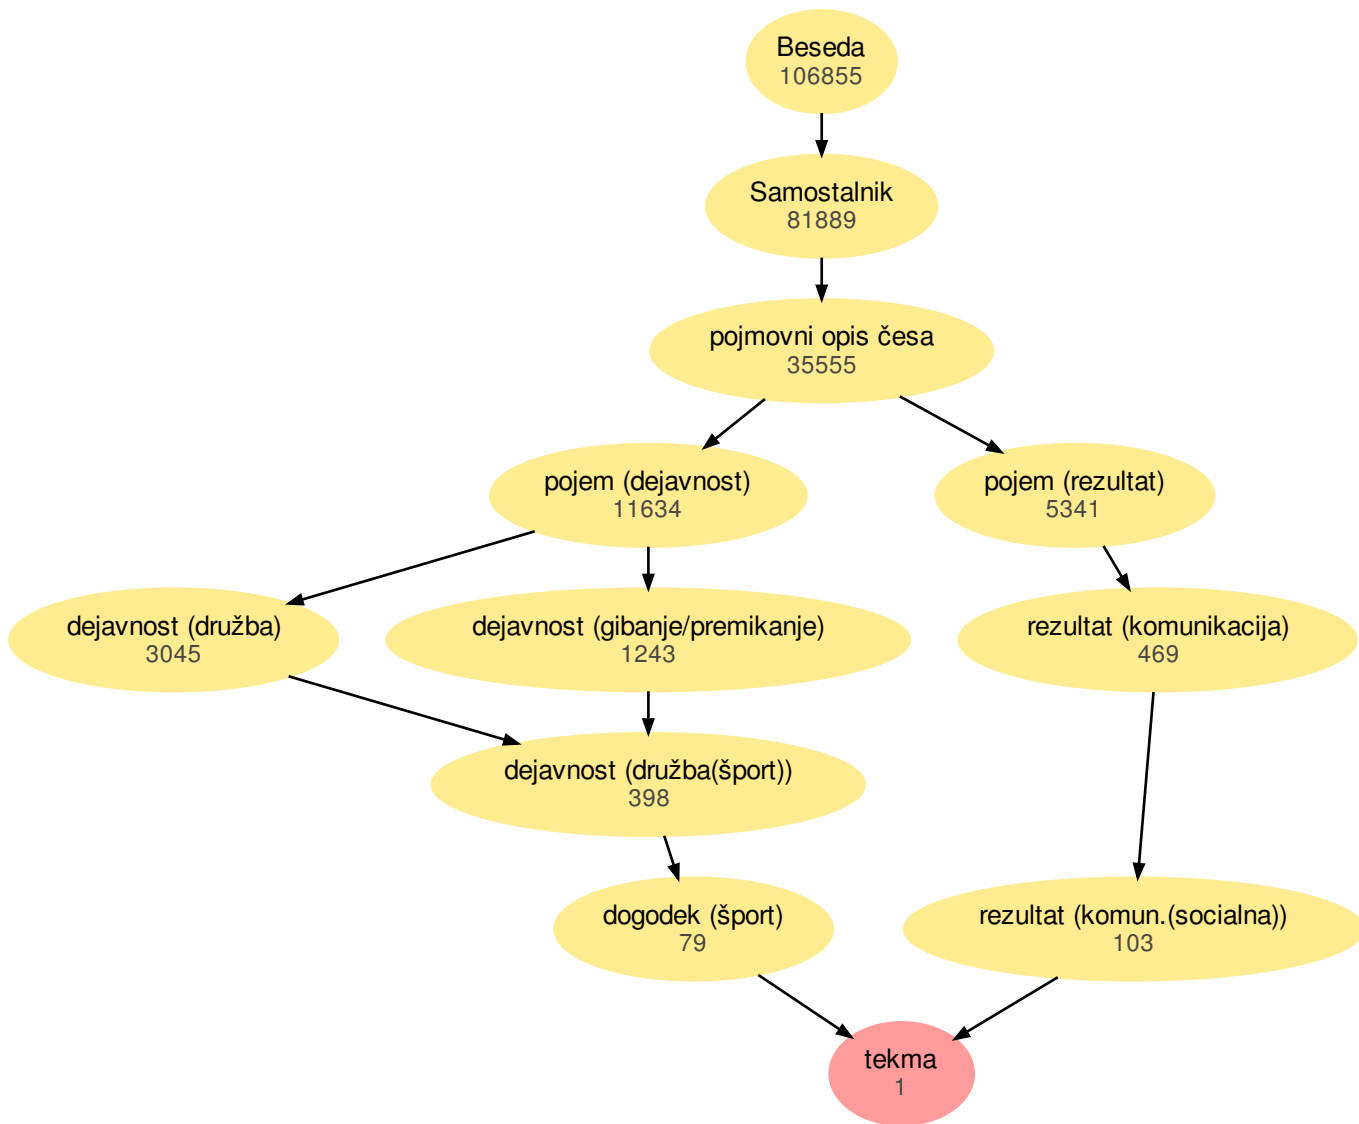 Beseda
106855
Samostalnik
81889
pojmovni opis česa
35555
pojem (dejavnost)
11634
pojem (rezultat)
5341
dejavnost (družba)
3045
dejavnost (gibanje/premikanje)
1243
rezultat (komunikacija)
469
dejavnost (družba(šport))
398
dogodek (šport)
79
rezultat (komun.(socialna))
103
tekma
1